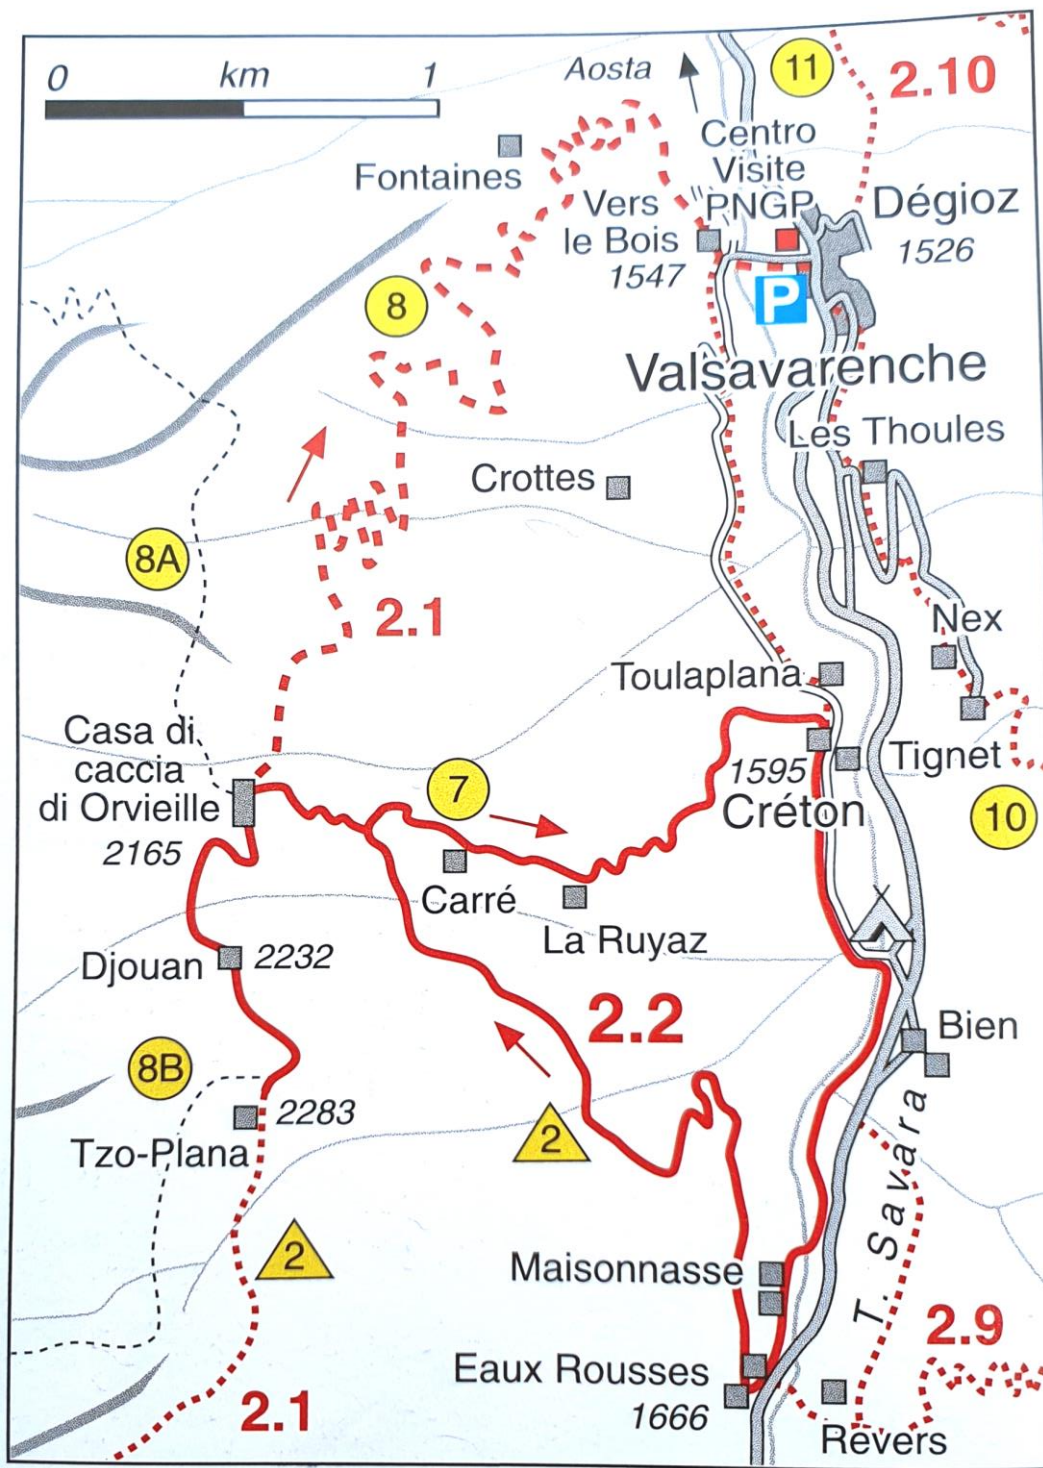 0 km 1
Aosta
11
2.10
Centro
Visite
"PNGP"
Fontaines
Vers
le Bois
1547
Dégioz
1526
P
8
Valsavarenche
Les Thoules
Crottes
8A
2.1
Nex
Toulaplana
Casa di
caccia
di Orvieille
2165
7
1595
Créton
Tignet
10
Carré
La Ruyaz
Djouan
2232
2.2
Bien
8B
2283
Tzo-Plana
2
T. Savara
2
Maisonnasse
2.9
Eaux Rousses
1666
2.1
Revers